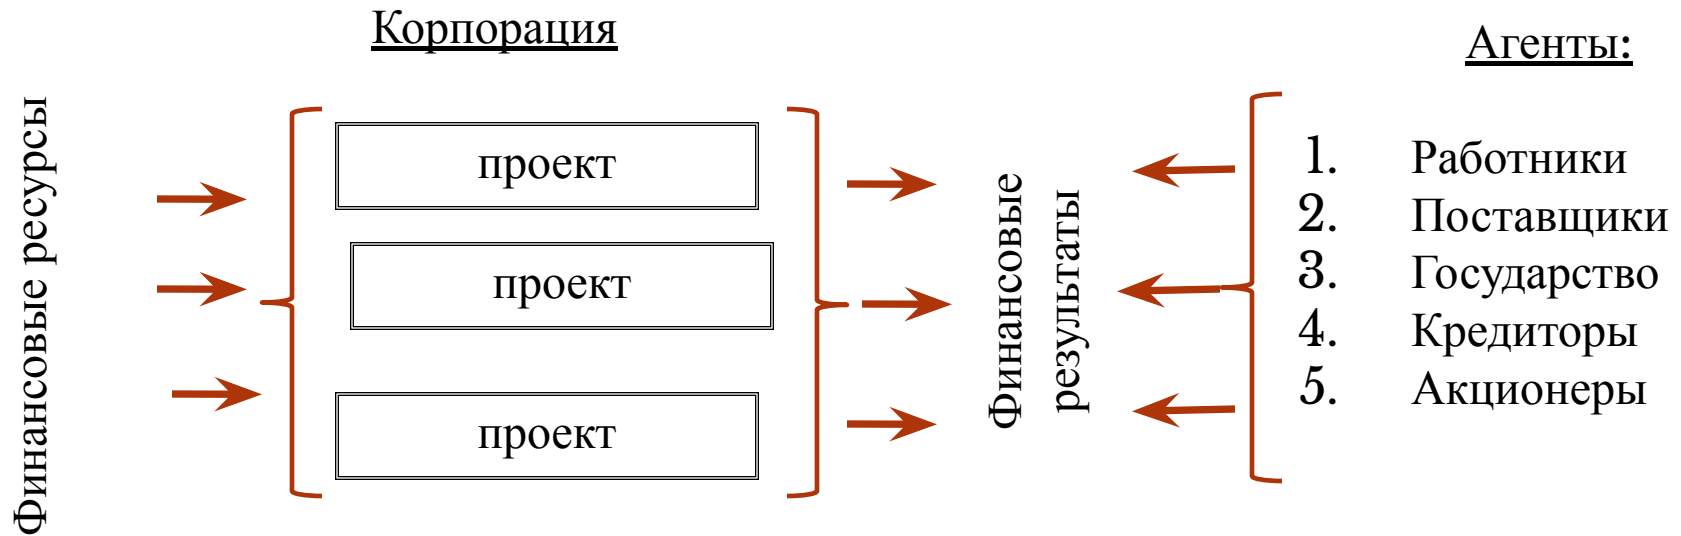 Корпорация
Агенты:
Финансовые ресурсы
проект
проект
проект
Финансовые
результаты
1. Работники
2. Поставщики
3. Государство
4. Кредиторы
5. Акционеры